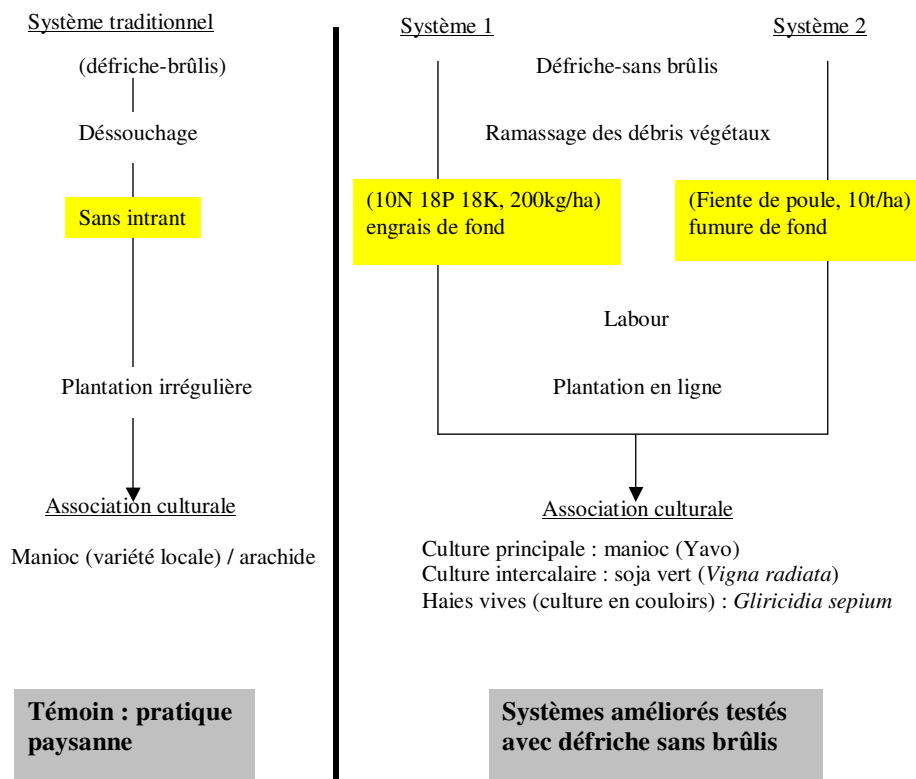 Système traditionnel
(défriche-brûlis)
Déssouchage
Sans intrant
Plantation irrégulière
Association culturale
Manioc (variété locale) / arachide
Témoin : pratique
paysanne
Système 1
Système 2
Défriche-sans brûlis
Ramassage des débris végétaux
(10N 18P 18K, 200kg/ha)
engrais de fond
(Fiente de poule, 10t/ha)
fumure de fond
Labour
Plantation en ligne
Association culturale
Culture principale : manioc (Yavo)
Culture intercalaire : soja vert (Vigna radiata)
Haies vives (culture en couloirs) : Gliricidia sepium
Systèmes améliorés testés
avec défriche sans brûlis